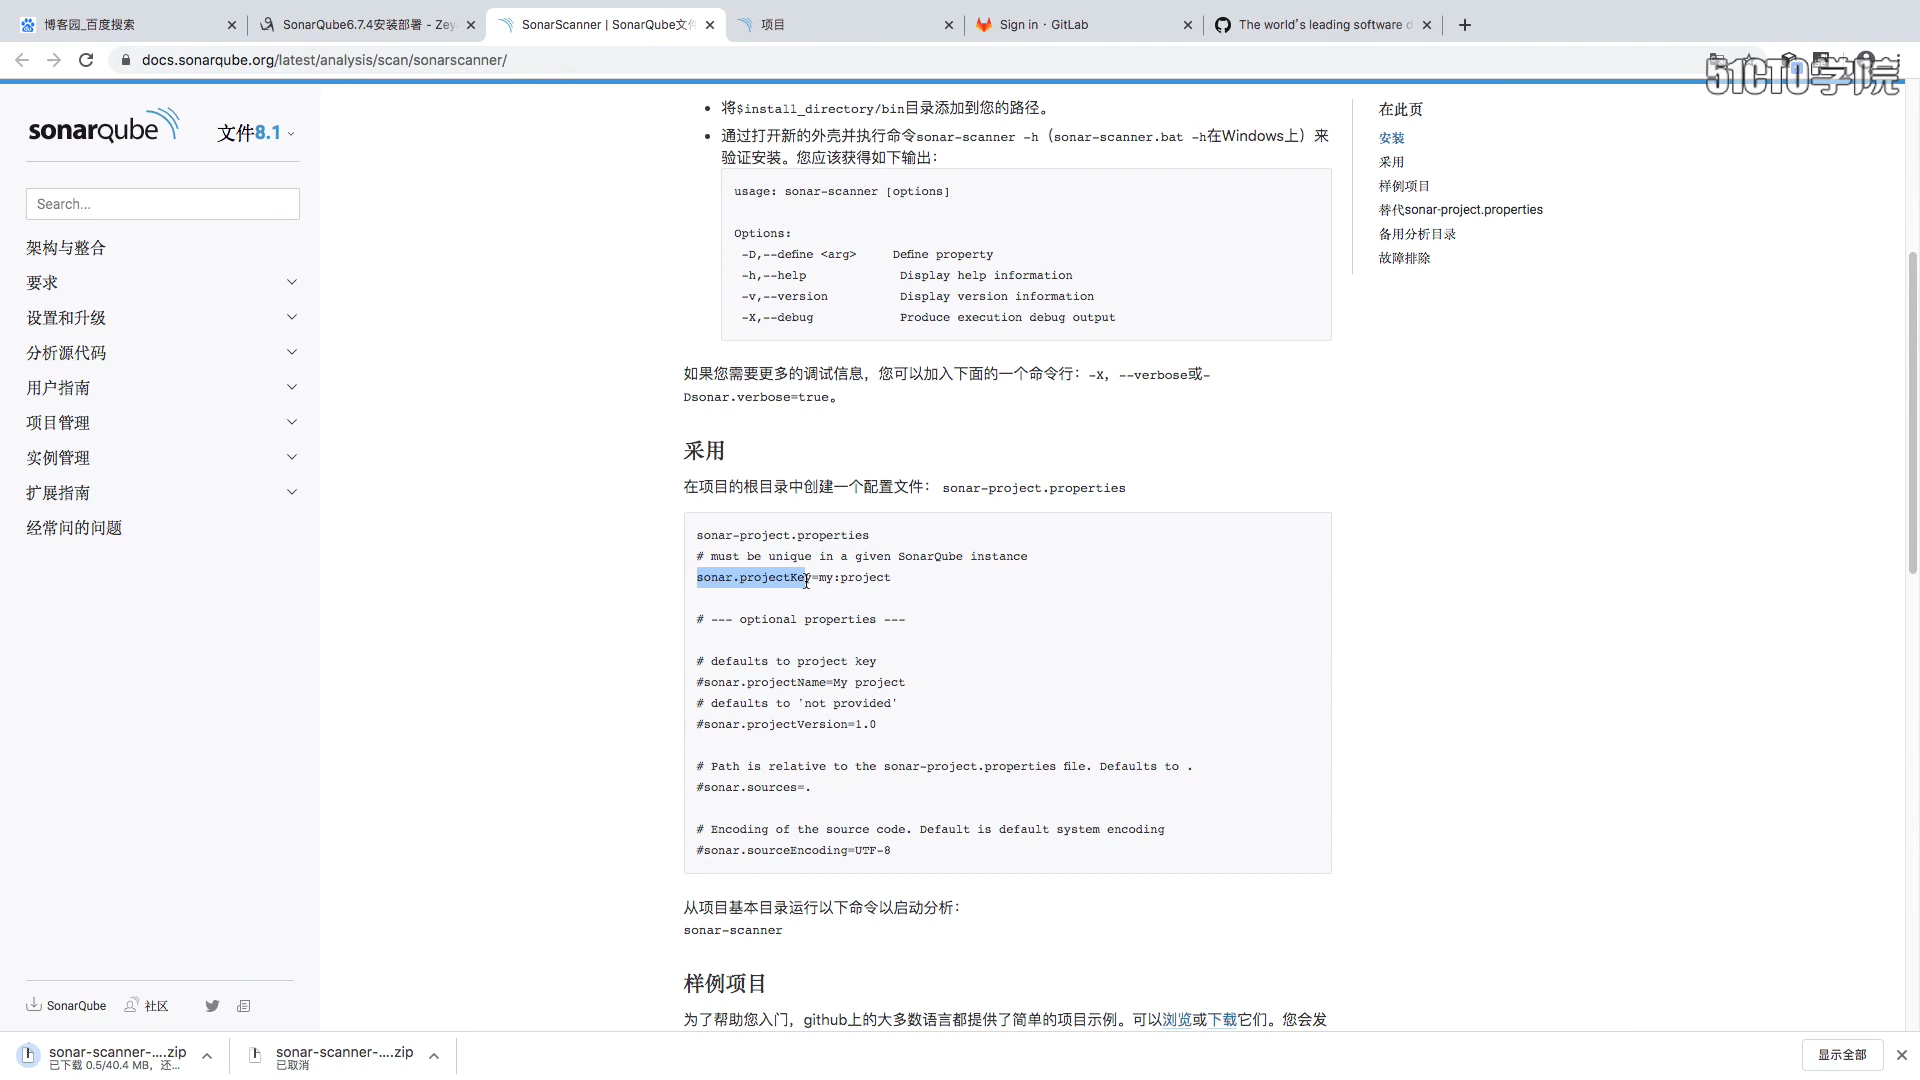 博客园_百度搜索
SonarQube6.7.4安装部署 - Zey
SonarScanner | SonarQube文件
项目
Sign in · GitLab
The world's leading software d
docs.sonarqube.org/latest/analysis/scan/sonarscanner/
51CTO学院
sonarqube
文件8.1
Search...
架构与整合
要求
设置和升级
分析源代码
用户指南
项目管理
实例管理
扩展指南
经常问的问题
SonarQube
社区
将$install_directory/bin目录添加到您的路径。
通过打开新的外壳并执行命令sonar-scanner -h（sonar-scanner.bat -h在Windows上）来
验证安装。您应该获得如下输出：
usage: sonar-scanner [options]
Options:
-D,--define <arg> Define property
-h,--help Display help information
-v,--version Display version information
-X,--debug Produce execution debug output
如果您需要更多的调试信息，您可以加入下面的一个命令行：-X，--verbose或-
Dsonar.verbose=true。
采用
在项目的根目录中创建一个配置文件： sonar-project.properties
sonar-project.properties
# must be unique in a given SonarQube instance
sonar.projectKey=my:project
# --- optional properties ---
# defaults to project key
#sonar.projectName=My project
# defaults to 'not provided'
#sonar.projectVersion=1.0
# Path is relative to the sonar-project.properties file. Defaults to .
#sonar.sources=.
# Encoding of the source code. Default is default system encoding
#sonar.sourceEncoding=UTF-8
从项目基本目录运行以下命令以启动分析：
sonar-scanner
样例项目
为了帮助您入门，github上的大多数语言都提供了简单的项目示例。可以浏览或下载它们。您会发
在此页
安装
采用
样例项目
替代sonar-project.properties
备用分析目录
故障排除
sonar-scanner-....zip
已下载 0.5/40.4 MB，还...
sonar-scanner-....zip
已取消
显示全部